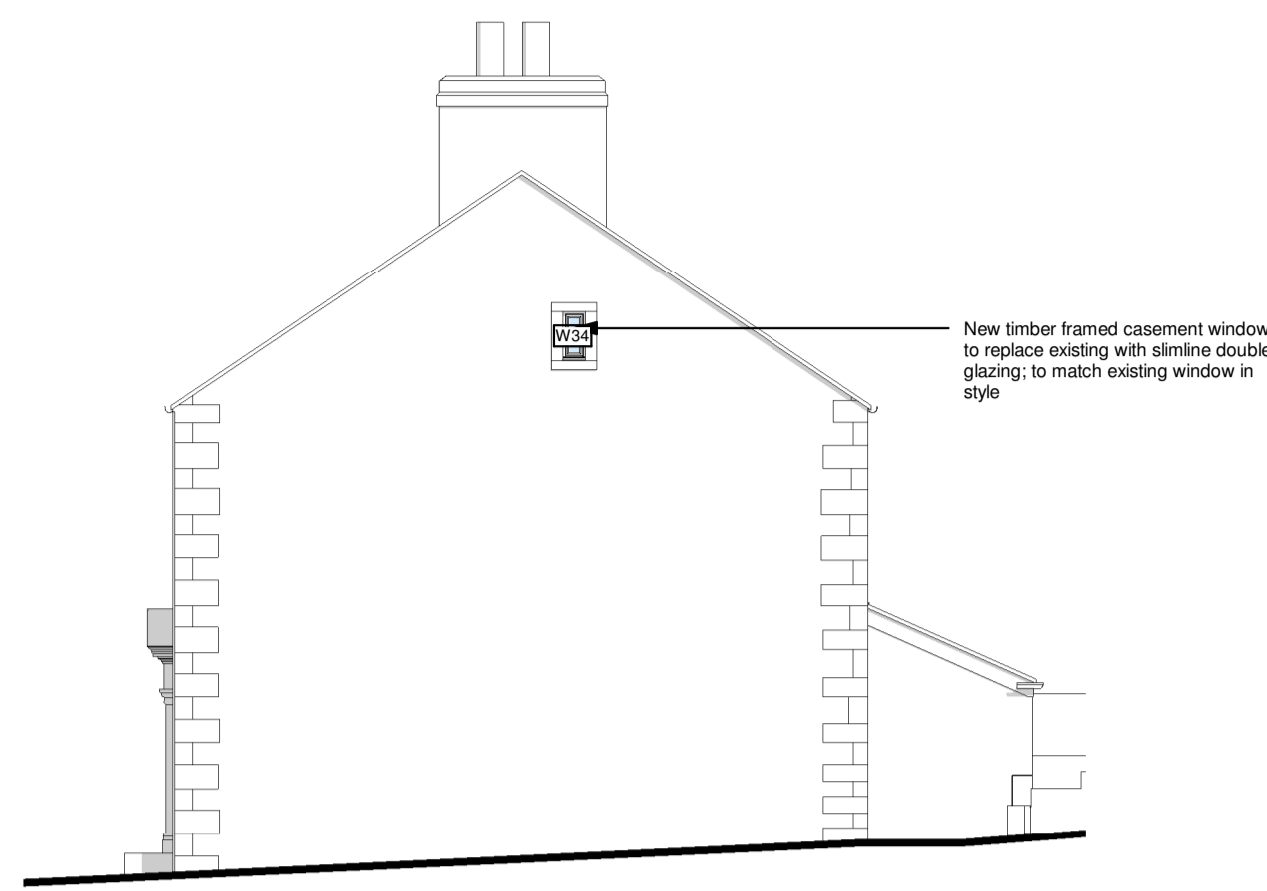 W34
New timber framed casement window
to replace existing with slimline double
glazing; to match existing window in
style